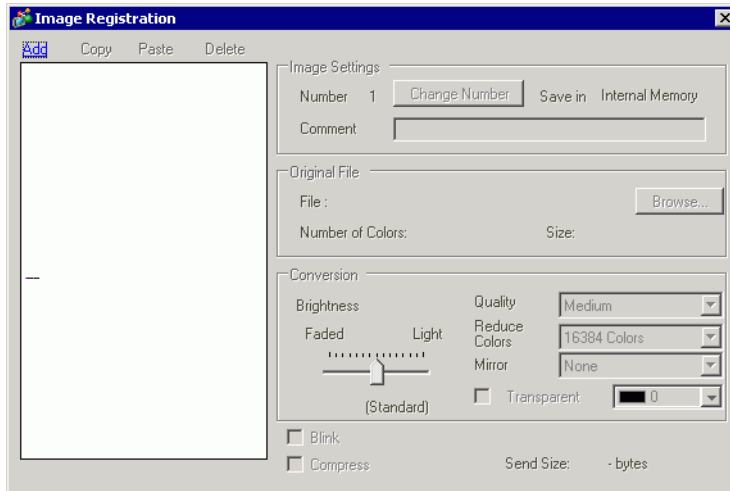 Image Registration
Add Copy Paste Delete
Image Settings
Number 1 Change Number Save in Internal Memory
Comment
Original File
File :
Browse...
Number of Colors: Size:
Conversion
Brightness
Faded Light
(Standard)
Quality Medium
Reduce Colors 16384 Colors
Mirror None
Transparent 0
Blink
Compress
Send Size: - bytes